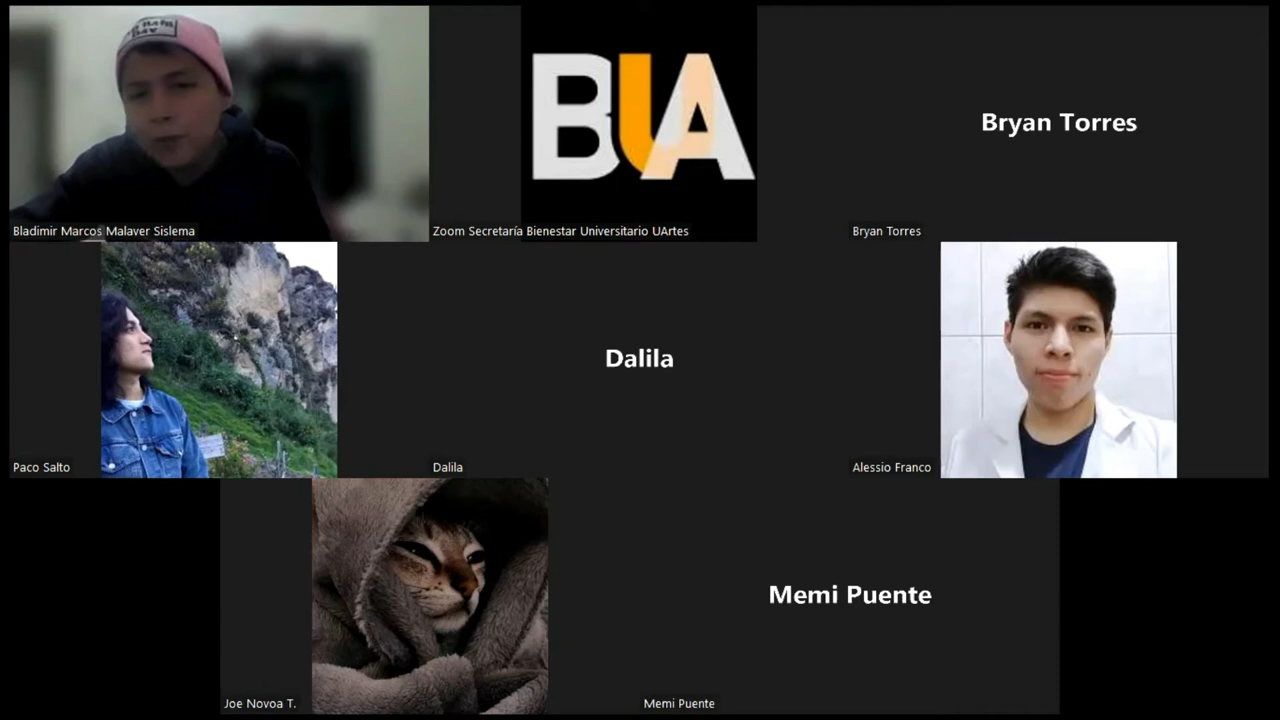 BUA
Bryan Torres
Bladimir Marcos Malaver Sislema
Zoom Secretaría Bienestar Universitario UArtes
Bryan Torres
Dalila
Paco Salto
Dalila
Alessio Franco
Memi Puente
Joe Novoa T.
Memi Puente